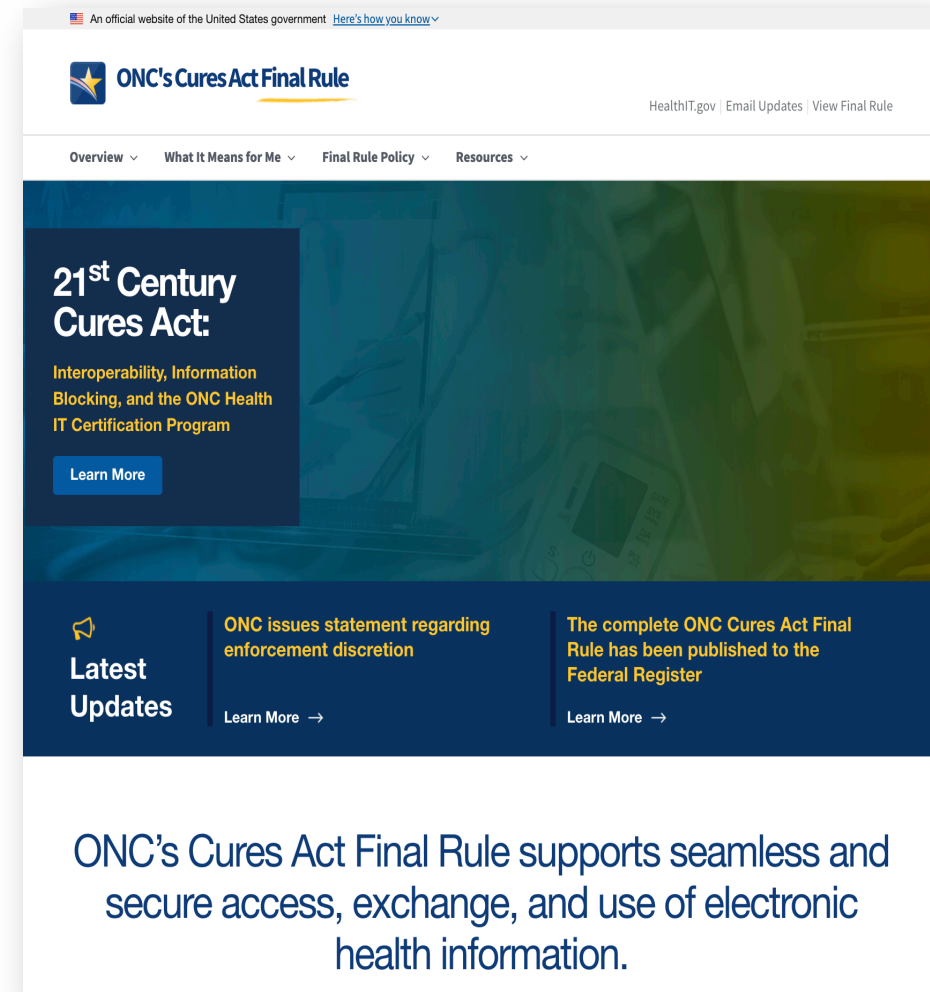 An official website of the United States government Here's how you know
ONC's Cures Act Final Rule
HealthIT.gov | Email Updates | View Final Rule
Overview What It Means for Me Final Rule Policy Resources
21st Century
Cures Act:
Interoperability, Information
Blocking, and the ONC Health
IT Certification Program
Learn More
Latest
Updates
ONC issues statement regarding
enforcement discretion
Learn More →
The complete ONC Cures Act Final
Rule has been published to the
Federal Register
Learn More →
ONC’s Cures Act Final Rule supports seamless and
secure access, exchange, and use of electronic
health information.